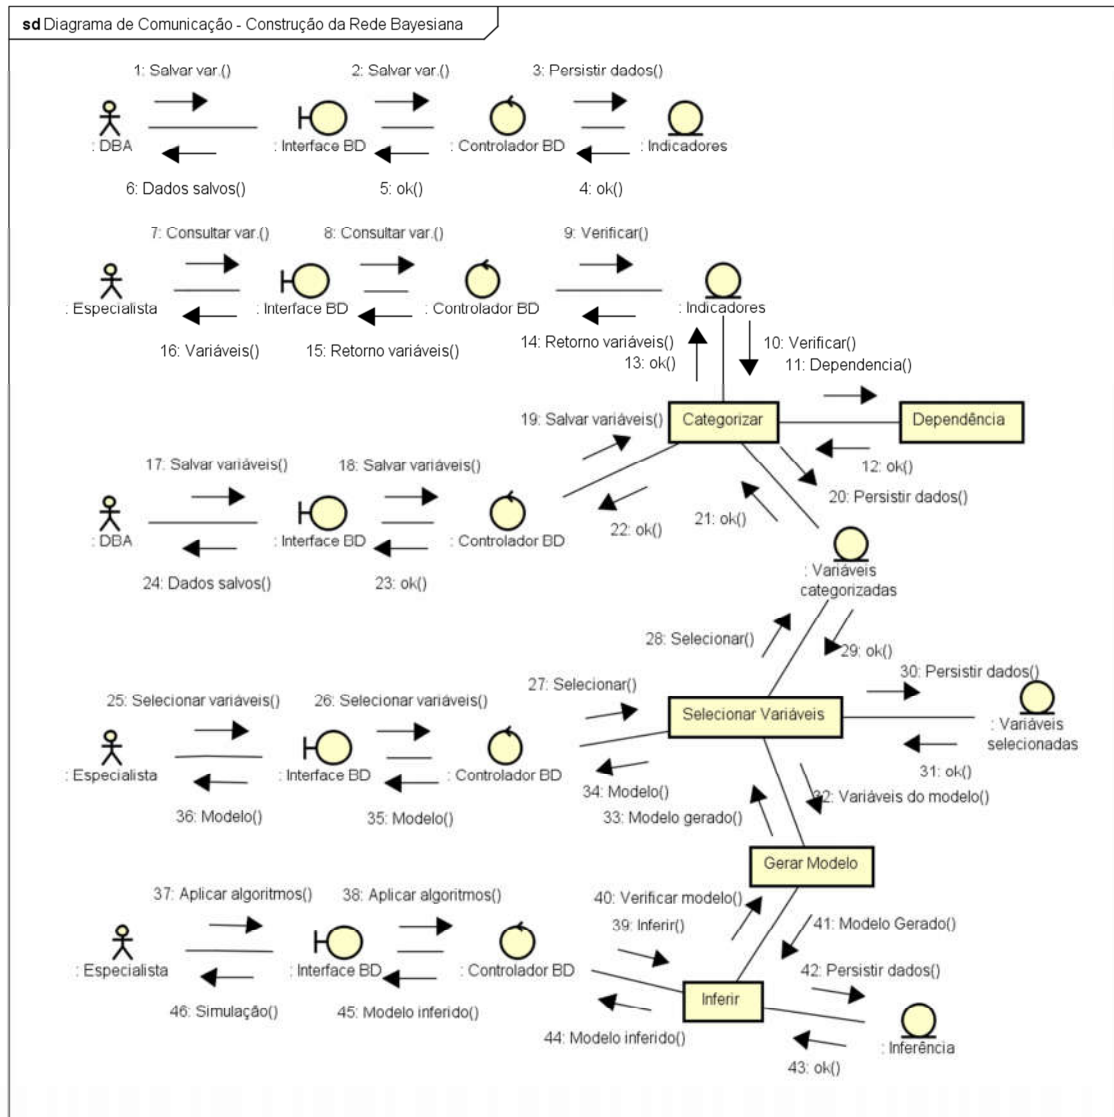 sd Diagrama de Comunicação - Construção da Rede Bayesiana
1: Salvar var.()
2: Salvar var.()
3: Persistir dados()
: DBA
: Interface BD
: Controlador BD
: Indicadores
6: Dados salvos()
5: ok()
4: ok()
7: Consultar var.()
8: Consultar var.()
9: Verificar()
: Especialista
: Interface BD
: Controlador BD
: Indicadores
16: Variáveis()
15: Retorno variáveis()
14: Retorno variáveis()
13: ok()
10: Verificar()
11: Dependencia()
Categorizar
Dependência
12: ok()
19: Salvar variáveis()
17: Salvar variáveis()
18: Salvar variáveis()
20: Persistir dados()
21: ok()
22: ok()
: DBA
: Interface BD
: Controlador BD
24: Dados salvos()
23: ok()
: Variáveis
categorizadas
28: Selecionar()
29: ok()
30: Persistir dados()
25: Selecionar variáveis()
26: Selecionar variáveis()
27: Selecionar()
Selecionar Variáveis
: Variáveis
selecionadas
: Especialista
: Interface BD
: Controlador BD
31: ok()
34: Modelo()
32: Variáveis do modelo()
36: Modelo()
35: Modelo()
33: Modelo gerado()
Gerar Modelo
37: Aplicar algoritmos()
38: Aplicar algoritmos()
40: Verificar modelo()
39: Inferir()
41: Modelo Gerado()
: Especialista
: Interface BD
: Controlador BD
42: Persistir dados()
Inferir
46: Simulação()
45: Modelo inferido()
44: Modelo inferido()
: Inferência
43: ok()